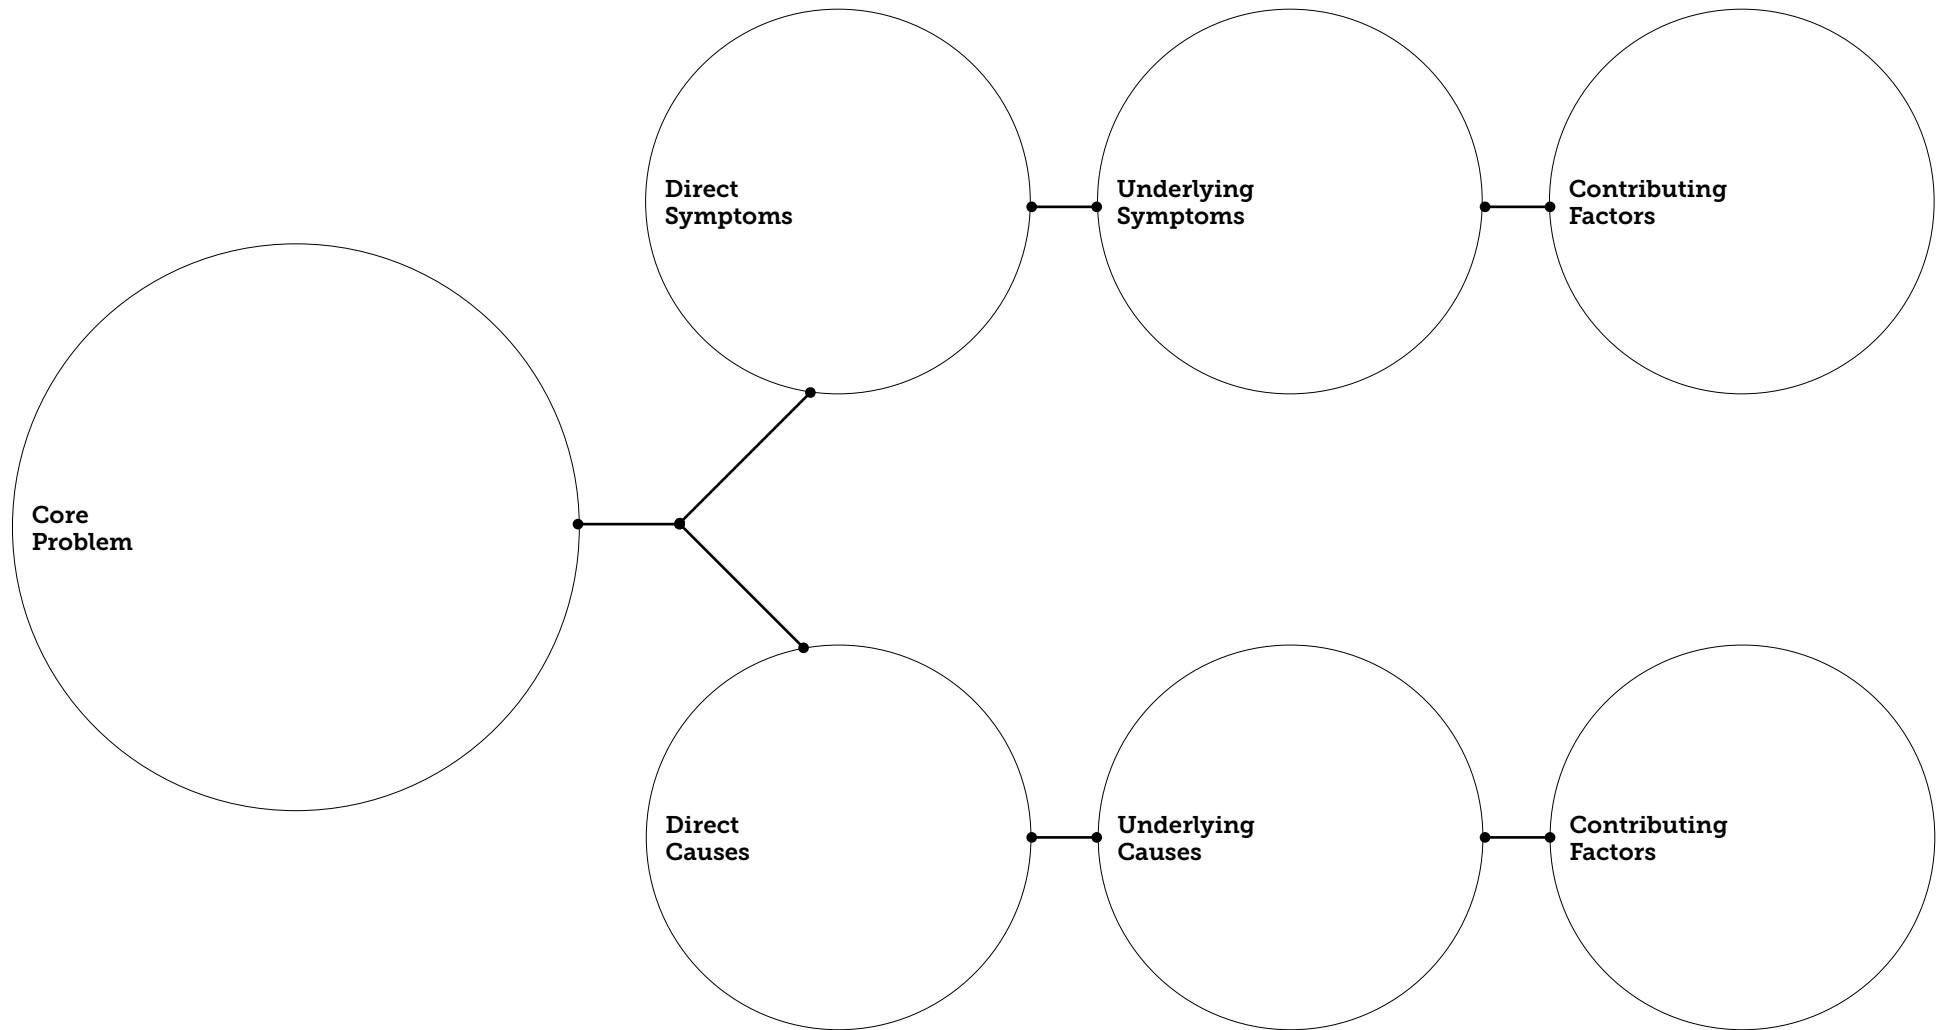 Direct
Symptoms
Underlying
Symptoms
Contributing
Factors
Core
Problem
Direct
Causes
Underlying
Causes
Contributing
Factors